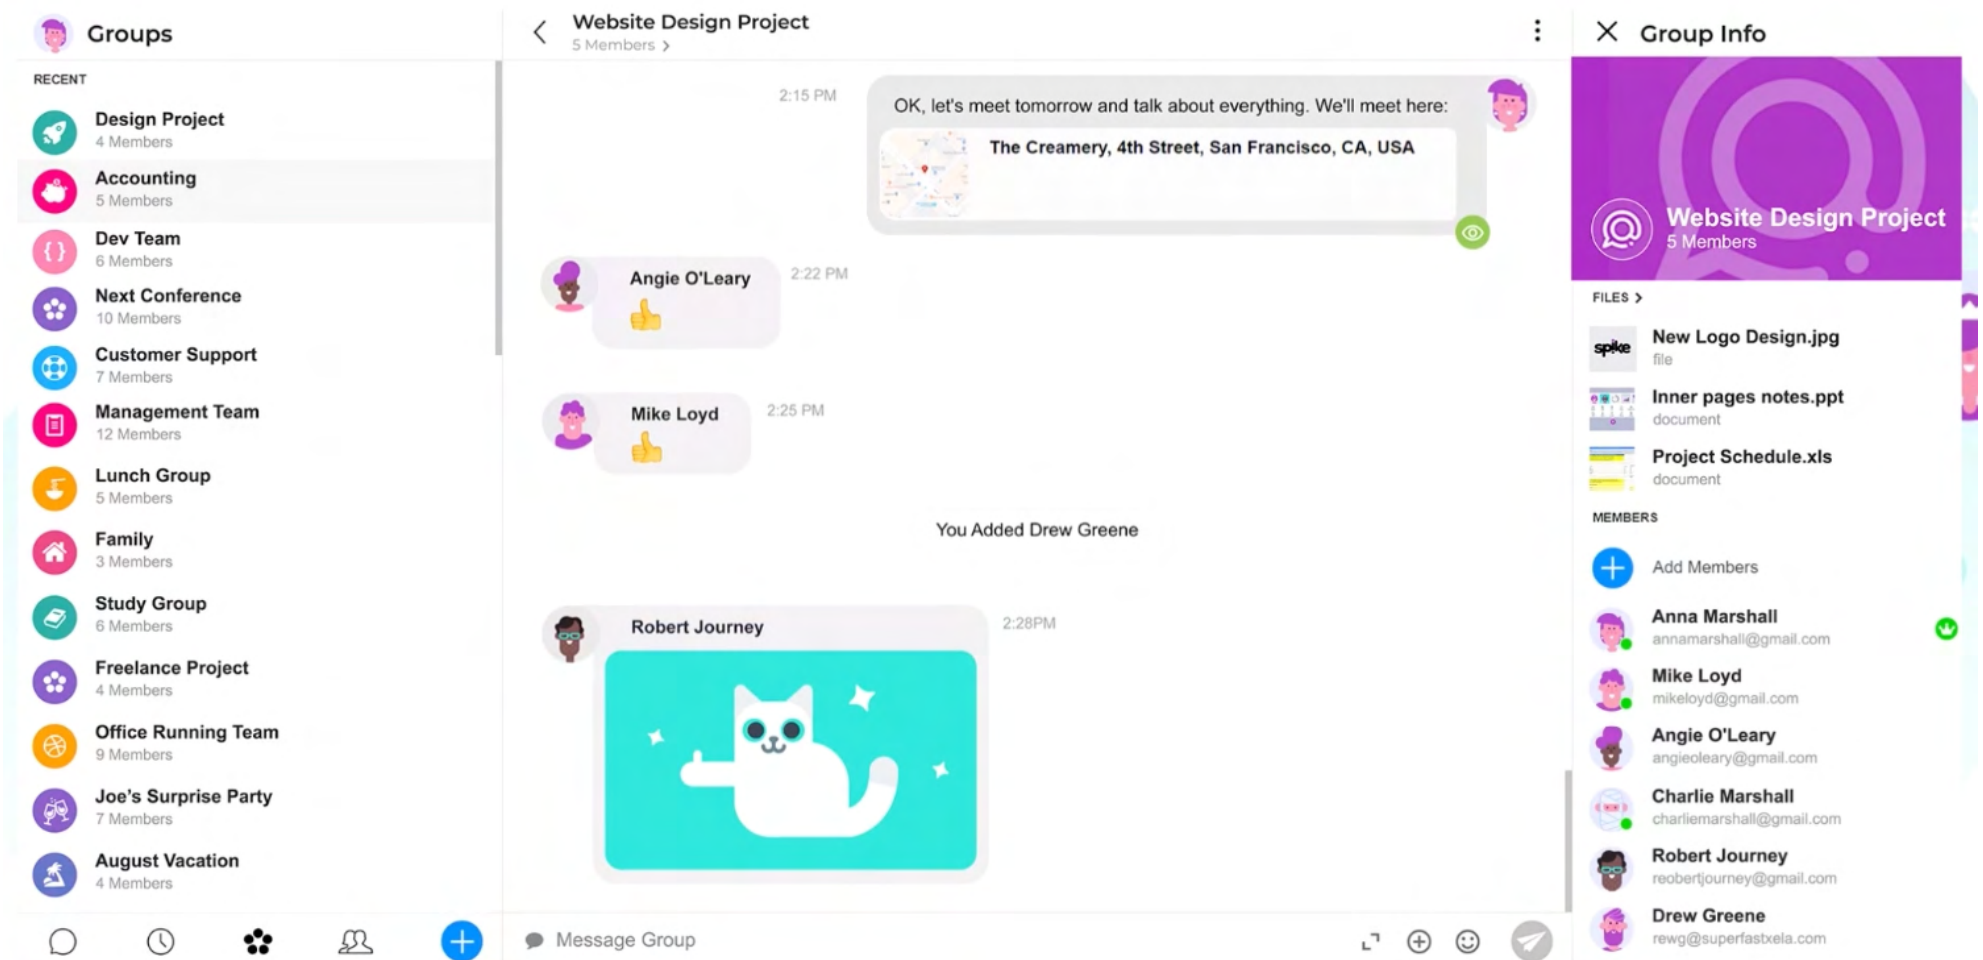 Groups
RECENT
Design Project
4 Members
Accounting
5 Members
Dev Team
6 Members
Next Conference
10 Members
Customer Support
7 Members
Management Team
12 Members
Lunch Group
5 Members
Family
3 Members
Study Group
6 Members
Freelance Project
4 Members
Office Running Team
9 Members
Joe's Surprise Party
7 Members
August Vacation
4 Members
Website Design Project
5 Members >
2:15 PM
OK, let's meet tomorrow and talk about everything. We'll meet here:
The Creamery, 4th Street, San Francisco, CA, USA
Angie O'Leary
2:22 PM
Mike Loyd
2:25 PM
You Added Drew Greene
Robert Journey
2:28PM
Message Group
Group Info
Website Design Project
5 Members
FILES >
spike
New Logo Design.jpg
file
Inner pages notes.ppt
document
Project Schedule.xls
document
MEMBERS
Add Members
Anna Marshall
annamarshall@gmail.com
Mike Loyd
mikeloyd@gmail.com
Angie O'Leary
angieoleary@gmail.com
Charlie Marshall
charliemarshall@gmail.com
Robert Journey
reobertjourney@gmail.com
Drew Greene
rewg@superfastxela.com